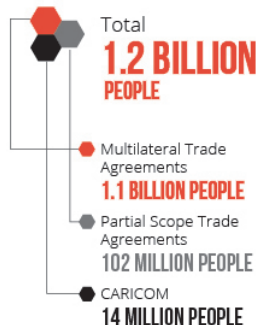 Total
1.2 BILLION
PEOPLE
Multilateral Trade
Agreements
1.1 BILLION PEOPLE
Partial Scope Trade
Agreements
102 MILLION PEOPLE
CARICOM
14 MILLION PEOPLE